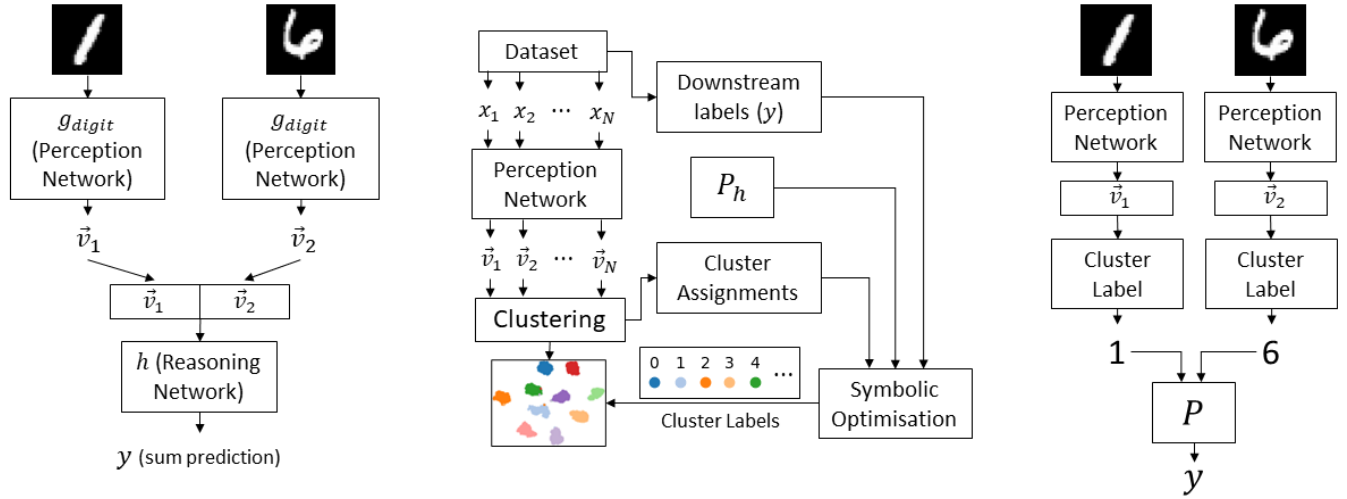 g_digit
(Perception
Network)
g_digit
(Perception
Network)
v⃗₁
v⃗₂
v⃗₁ v⃗₂
h (Reasoning
Network)
y (sum prediction)
Dataset
x₁ x₂ ⋯ x_N
Perception
Network
v⃗₁ v⃗₂ ⋯ v⃗_N
Clustering
Downstream
labels (y)
P_h
Cluster
Assignments
0 1 2 3 4 ⋯
Cluster Labels
Symbolic
Optimisation
Perception
Network
Perception
Network
v⃗₁
v⃗₂
Cluster
Label
Cluster
Label
1
6
P
y